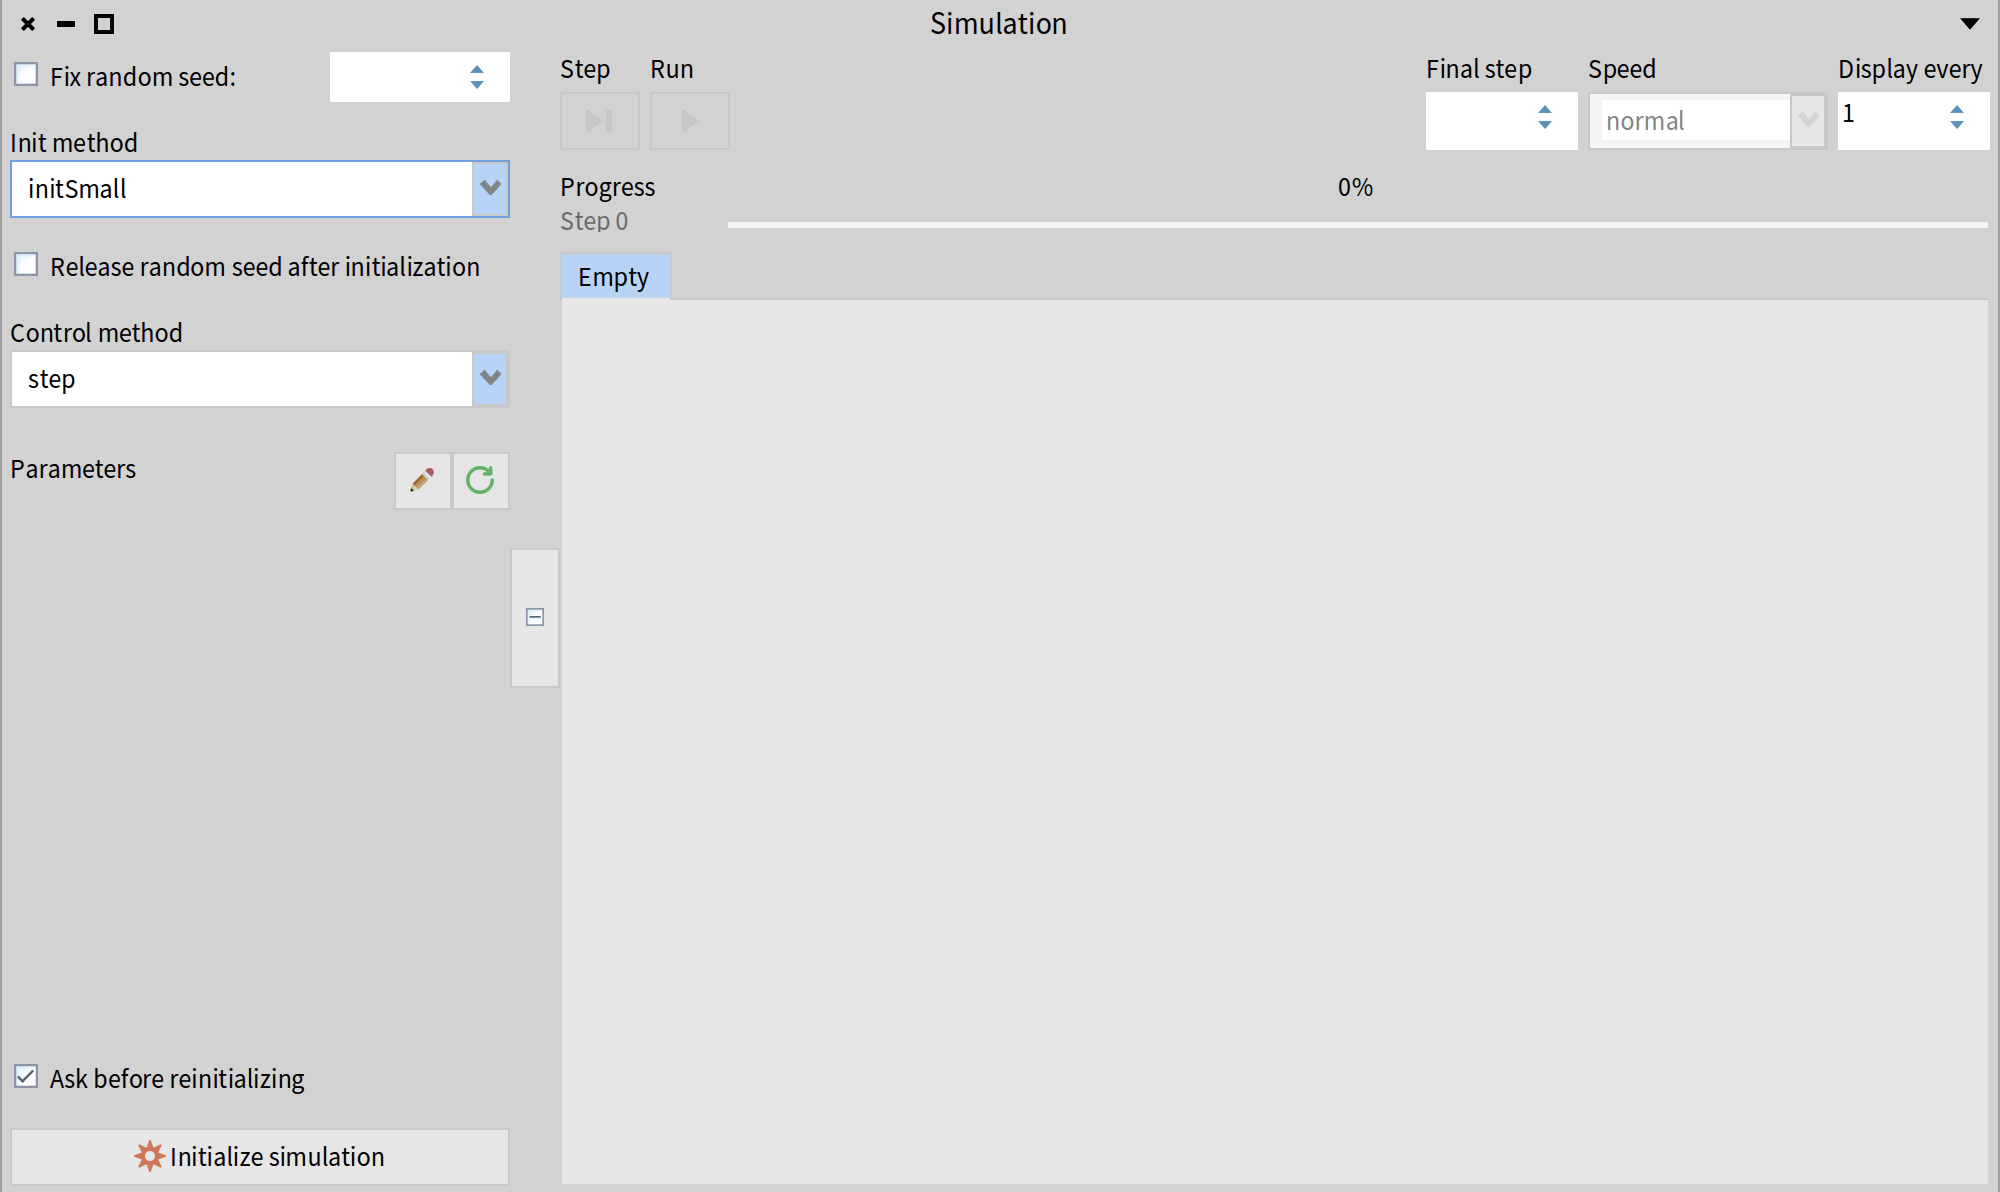 Simulation
Fix random seed:
Init method
initSmall
Release random seed after initialization
Control method
step
Parameters
Ask before reinitializing
Initialize simulation
Step Run Final step Speed Display every
normal 1
Progress 0%
Step 0
Empty